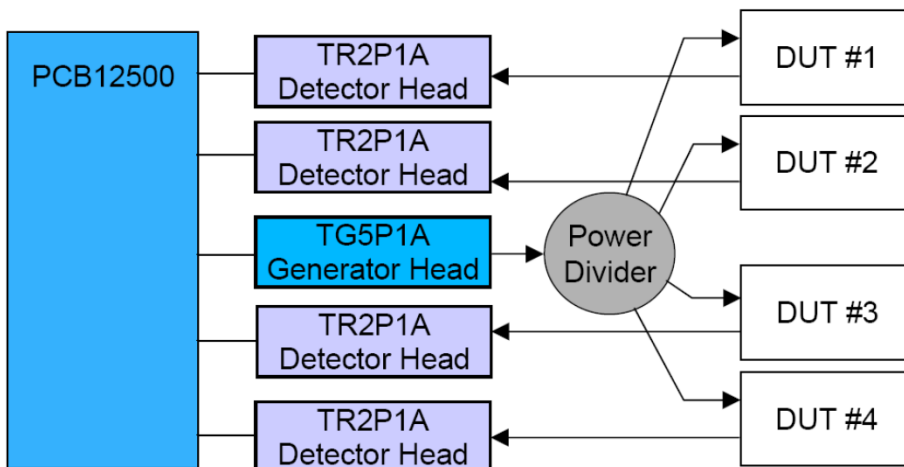 PCB12500
TR2P1A
Detector Head
TR2P1A
Detector Head
TG5P1A
Generator Head
TR2P1A
Detector Head
TR2P1A
Detector Head
Power
Divider
DUT #1
DUT #2
DUT #3
DUT #4